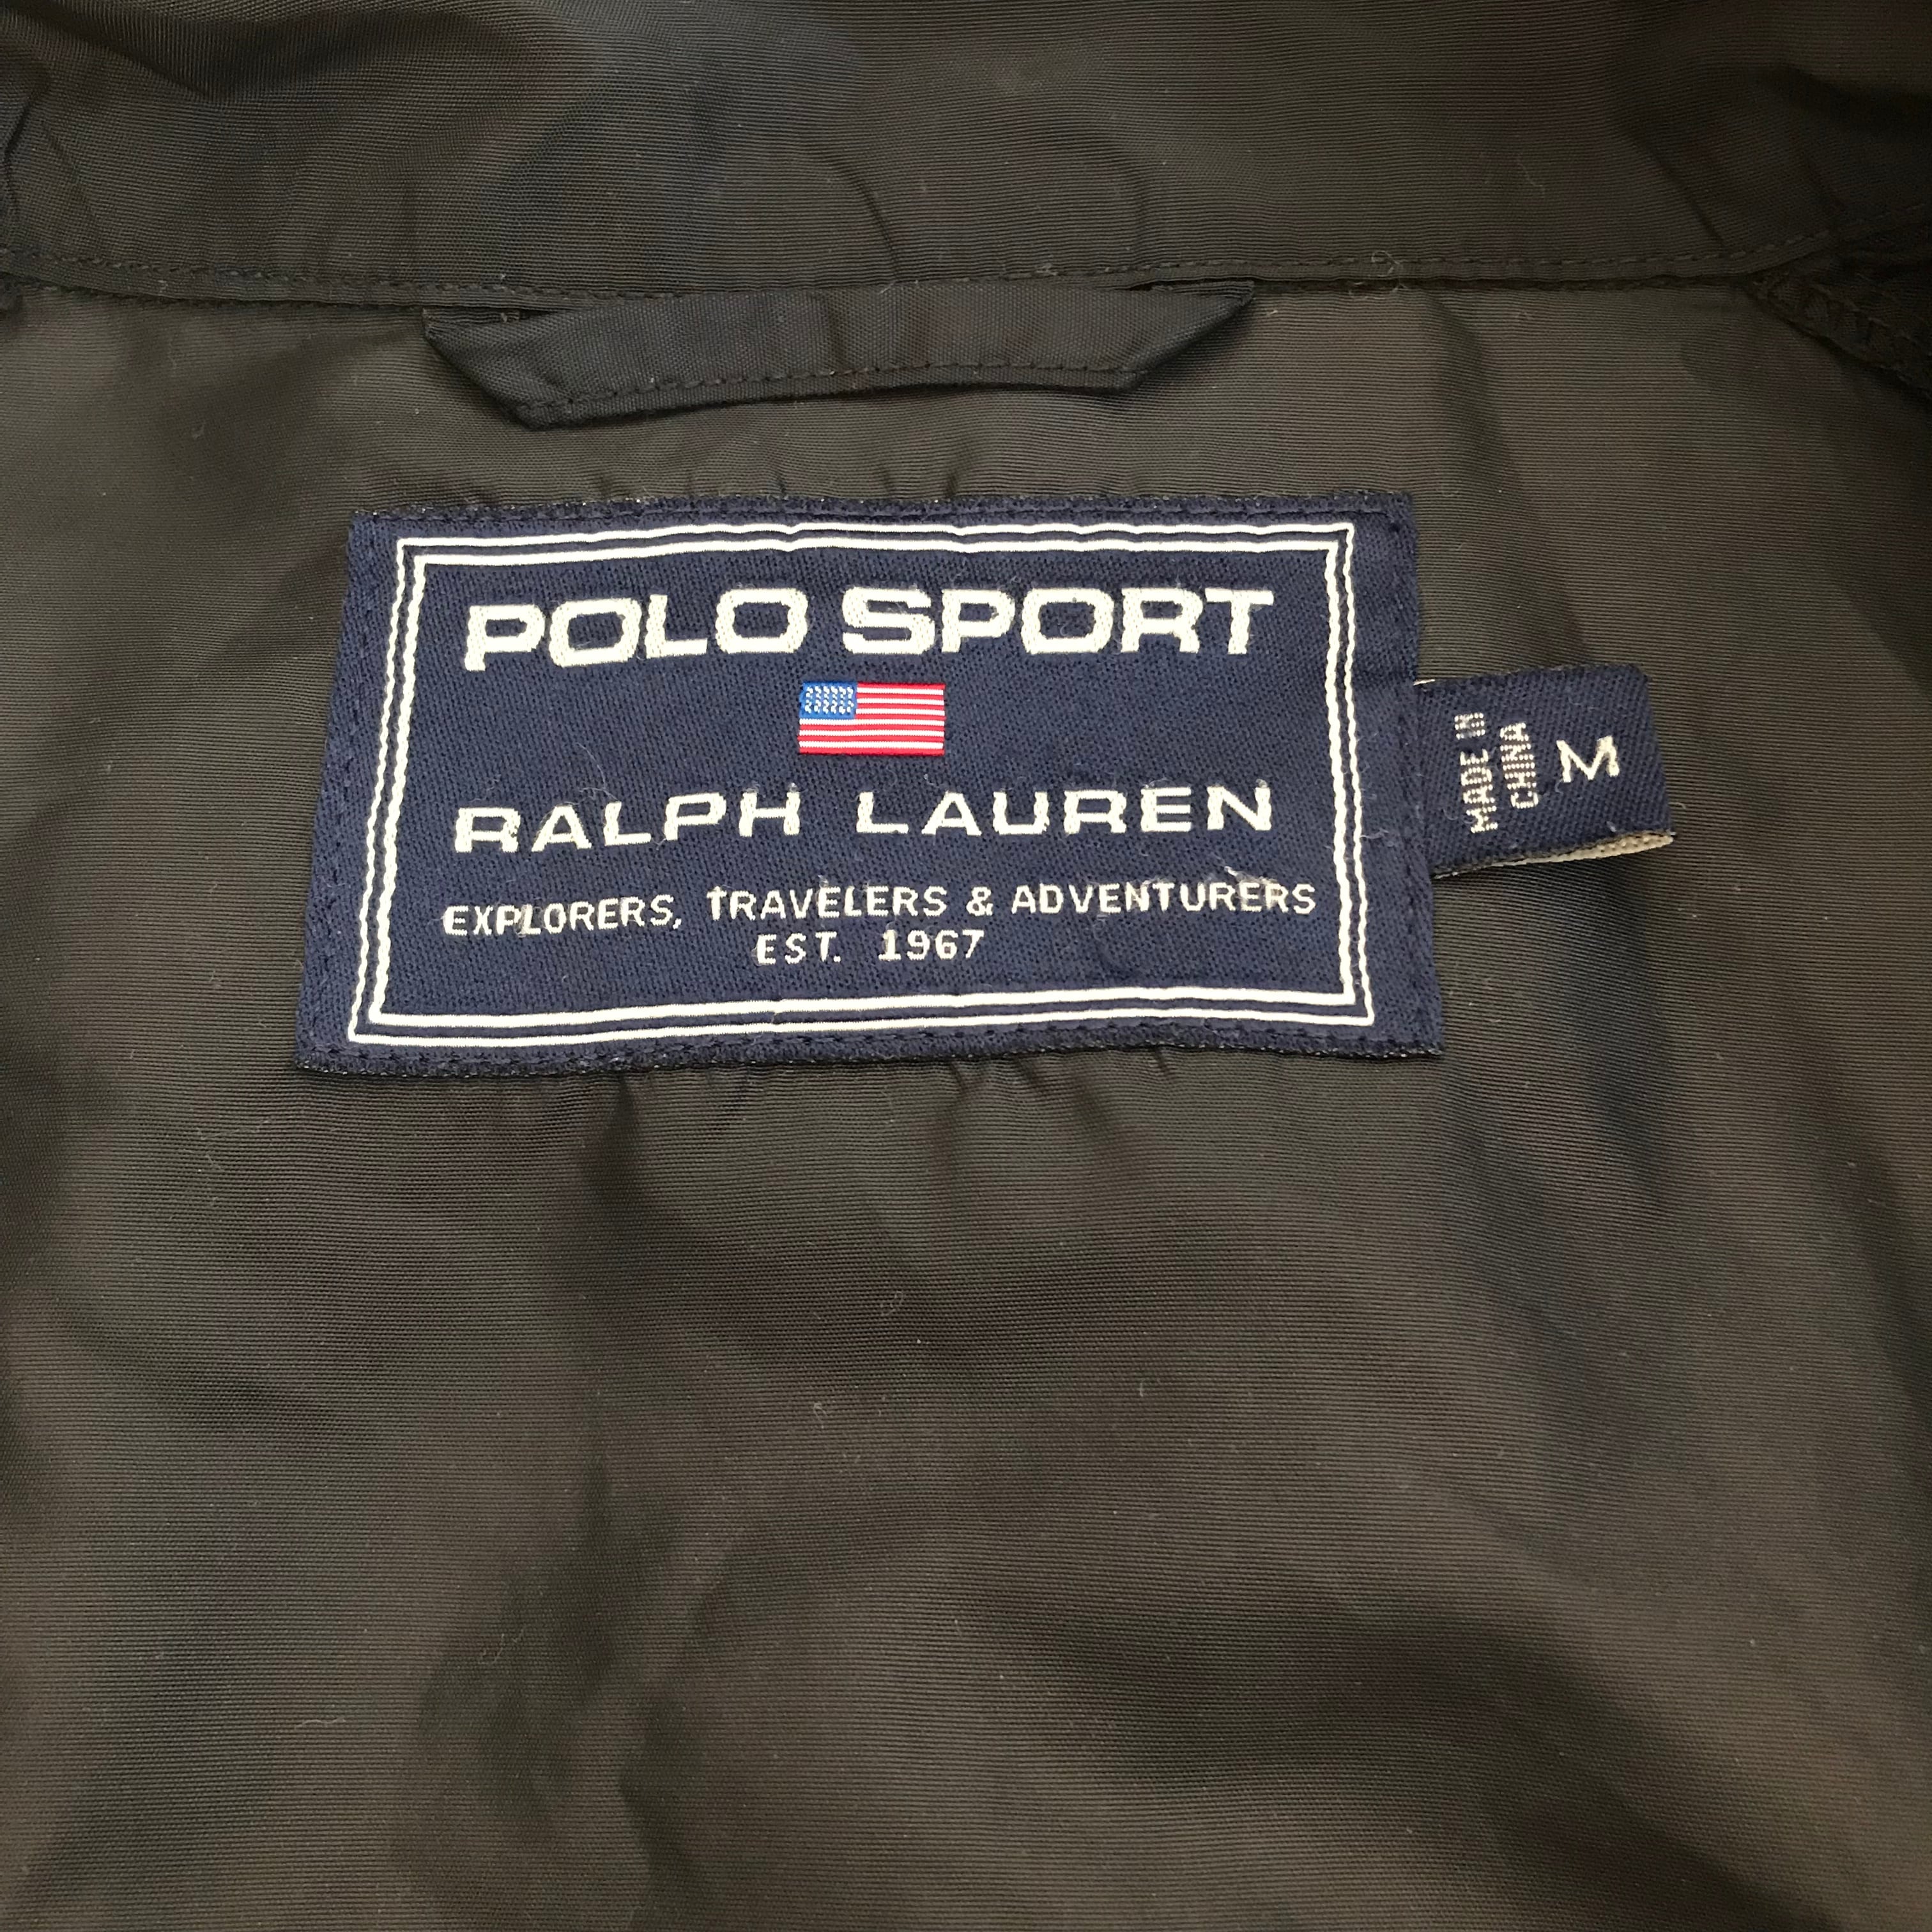 POLO SPORT
RALPH LAUREN
EXPLORERS, TRAVELERS & ADVENTURERS
EST. 1967
MADE IN
CHINA
M